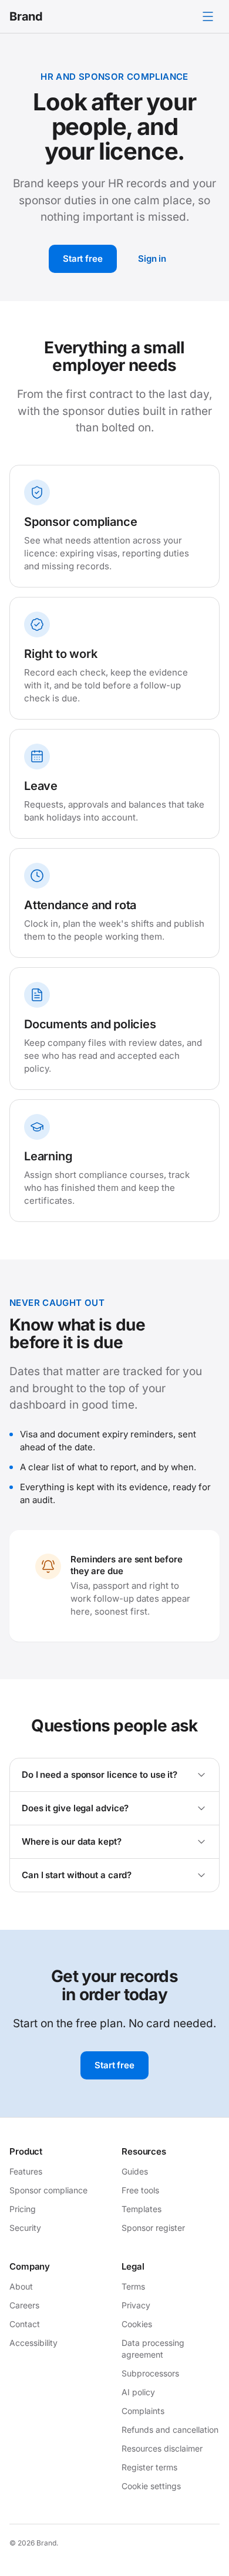 Brand
HR AND SPONSOR COMPLIANCE
Look after your
people, and
your licence.
Brand keeps your HR records and your
sponsor duties in one calm place, so
nothing important is missed.
Start free
Sign in
Everything a small
employer needs
From the first contract to the last day,
with the sponsor duties built in rather
than bolted on.
Sponsor compliance
See what needs attention across your
licence: expiring visas, reporting duties
and missing records.
Right to work
Record each check, keep the evidence
with it, and be told before a follow-up
check is due.
Leave
Requests, approvals and balances that take
bank holidays into account.
Attendance and rota
Clock in, plan the week's shifts and publish
them to the people working them.
Documents and policies
Keep company files with review dates, and
see who has read and accepted each
policy.
Learning
Assign short compliance courses, track
who has finished them and keep the
certificates.
NEVER CAUGHT OUT
Know what is due
before it is due
Dates that matter are tracked for you
and brought to the top of your
dashboard in good time.
Visa and document expiry reminders, sent
ahead of the date.
A clear list of what to report, and by when.
Everything is kept with its evidence, ready for
an audit.
Reminders are sent before
they are due
Visa, passport and right to
work follow-up dates appear
here, soonest first.
Questions people ask
Do I need a sponsor licence to use it?
Does it give legal advice?
Where is our data kept?
Can I start without a card?
Get your records
in order today
Start on the free plan. No card needed.
Start free
Product
Features
Sponsor compliance
Pricing
Security
Resources
Guides
Free tools
Templates
Sponsor register
Company
About
Careers
Contact
Accessibility
Legal
Terms
Privacy
Cookies
Data processing
agreement
Subprocessors
AI policy
Complaints
Refunds and cancellation
Resources disclaimer
Register terms
Cookie settings
© 2026 Brand.